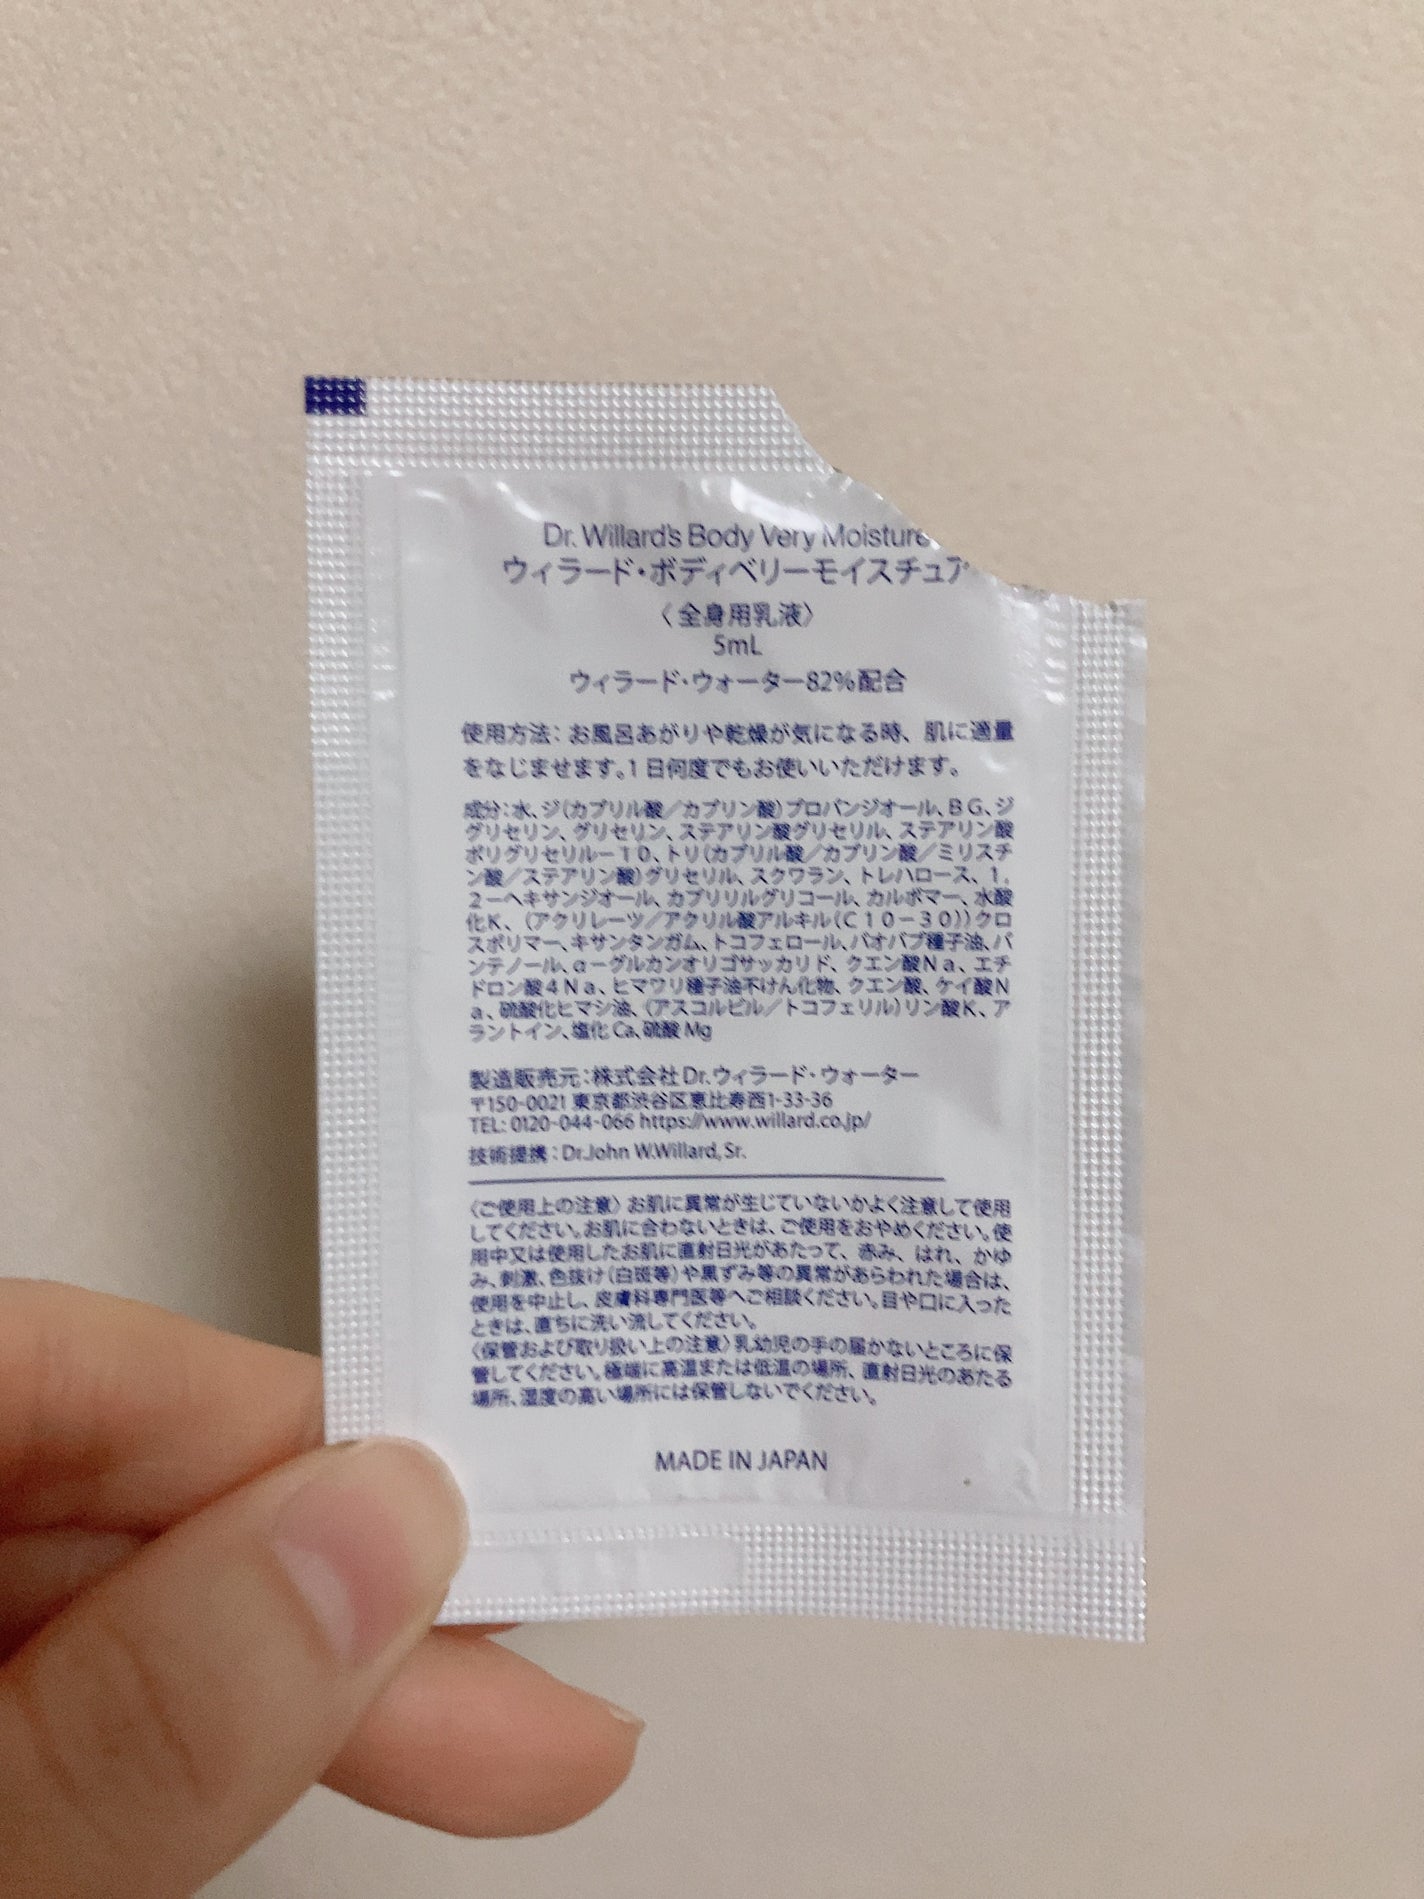 Dr. Willard's Body Very Moisture
ウィラード・ボディベリーモイスチュア
〈全身用乳液〉
5mL
ウィラード・ウォーター82%配合
使用方法：お風呂あがりや乾燥が気になる時、肌に適量
をなじませます。1日何度でもお使いいただけます。
成分：水、ジ(カプリル酸／カプリン酸)プロパンジオール、BG、ジ
グリセリン、グリセリン、ステアリン酸グリセリル、ステアリン酸
ポリグリセリル－10、トリ(カプリル酸／カプリン酸／ミリスチ
ン酸／ステアリン酸)グリセリル、スクワラン、トレハロース、1,
2－ヘキサンジオール、カプリリルグリコール、カルボマー、水酸
化K、(アクリレーツ／アクリル酸アルキル(C10－30))クロ
スポリマー、キサンタンガム、トコフェロール、バオバブ種子油、パ
ンテノール、α－グルカンオリゴサッカリド、クエン酸Na、エチ
ドロン酸4Na、ヒマワリ種子油不けん化物、クエン酸、ケイ酸N
a、硫酸化ヒマシ油、(アスコルビル／トコフェリル)リン酸K、ア
ラントイン、塩化Ca、硫酸Mg
製造販売元：株式会社Dr.ウィラード・ウォーター
〒150-0021 東京都渋谷区恵比寿西1-33-36
TEL: 0120-044-066 https://www.willard.co.jp/
技術提携：Dr.John W.Willard, Sr.
〈ご使用上の注意〉お肌に異常が生じていないかよく注意して使用
してください。お肌に合わないときは、ご使用をおやめください。使
用中又は使用したお肌に直射日光があたって、赤み、はれ、かゆ
み、刺激、色抜け(白斑等)や黒ずみ等の異常があらわれた場合は、
使用を中止し、皮膚科専門医等へご相談ください。目や口に入った
ときは、直ちに洗い流してください。
〈保管および取り扱い上の注意〉乳幼児の手の届かないところに保
管してください。極端に高温または低温の場所、直射日光のあたる
場所、湿度の高い場所には保管しないでください。
MADE IN JAPAN